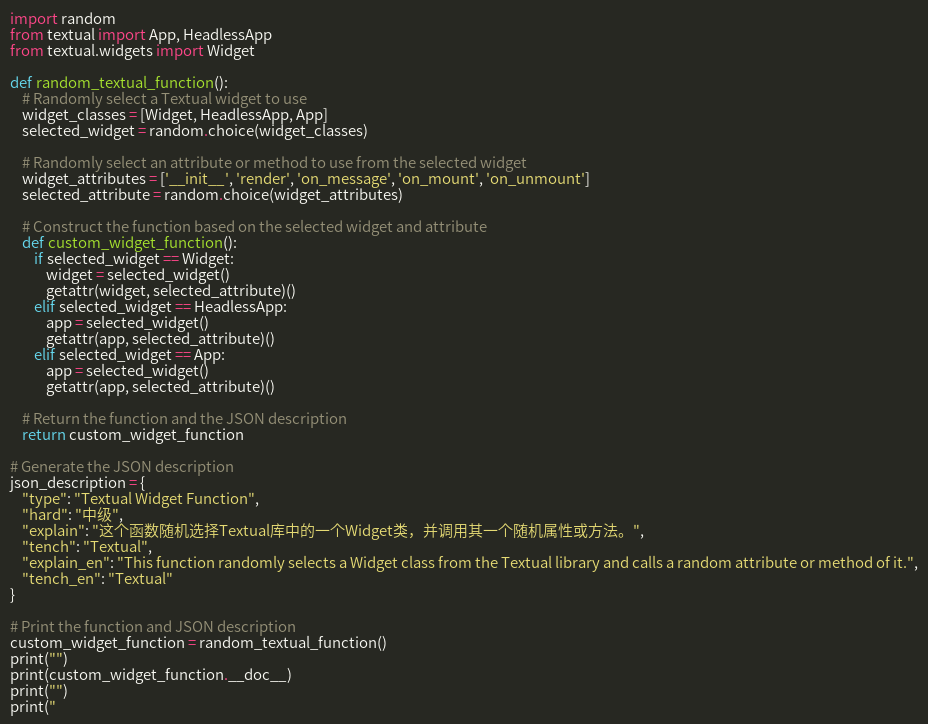 import random
from textual import App, HeadlessApp
from textual.widgets import Widget

def random_textual_function():
    # Randomly select a Textual widget to use
    widget_classes = [Widget, HeadlessApp, App]
    selected_widget = random.choice(widget_classes)

    # Randomly select an attribute or method to use from the selected widget
    widget_attributes = ['__init__', 'render', 'on_message', 'on_mount', 'on_unmount']
    selected_attribute = random.choice(widget_attributes)

    # Construct the function based on the selected widget and attribute
    def custom_widget_function():
        if selected_widget == Widget:
            widget = selected_widget()
            getattr(widget, selected_attribute)()
        elif selected_widget == HeadlessApp:
            app = selected_widget()
            getattr(app, selected_attribute)()
        elif selected_widget == App:
            app = selected_widget()
            getattr(app, selected_attribute)()

    # Return the function and the JSON description
    return custom_widget_function

# Generate the JSON description
json_description = {
    "type": "Textual Widget Function",
    "hard": "中级",
    "explain": "这个函数随机选择Textual库中的一个Widget类，并调用其一个随机属性或方法。",
    "tench": "Textual",
    "explain_en": "This function randomly selects a Widget class from the Textual library and calls a random attribute or method of it.",
    "tench_en": "Textual"
}

# Print the function and JSON description
custom_widget_function = random_textual_function()
print("")
print(custom_widget_function.__doc__)
print("")
print("